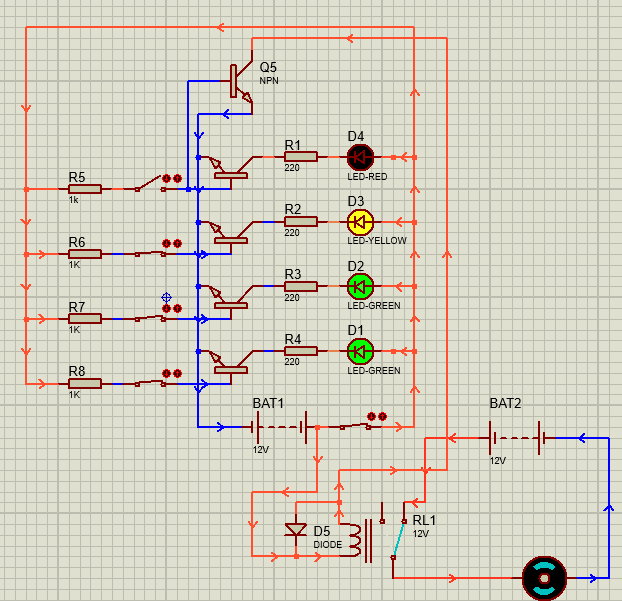 Q5
NPN
R1
220
D4
LED-RED
R5
1k
R2
220
D3
LED-YELLOW
R6
1K
R3
220
D2
LED-GREEN
R7
1K
R4
220
D1
LED-GREEN
R8
1K
BAT1
12V
BAT2
12V
D5
DIODE
RL1
12V